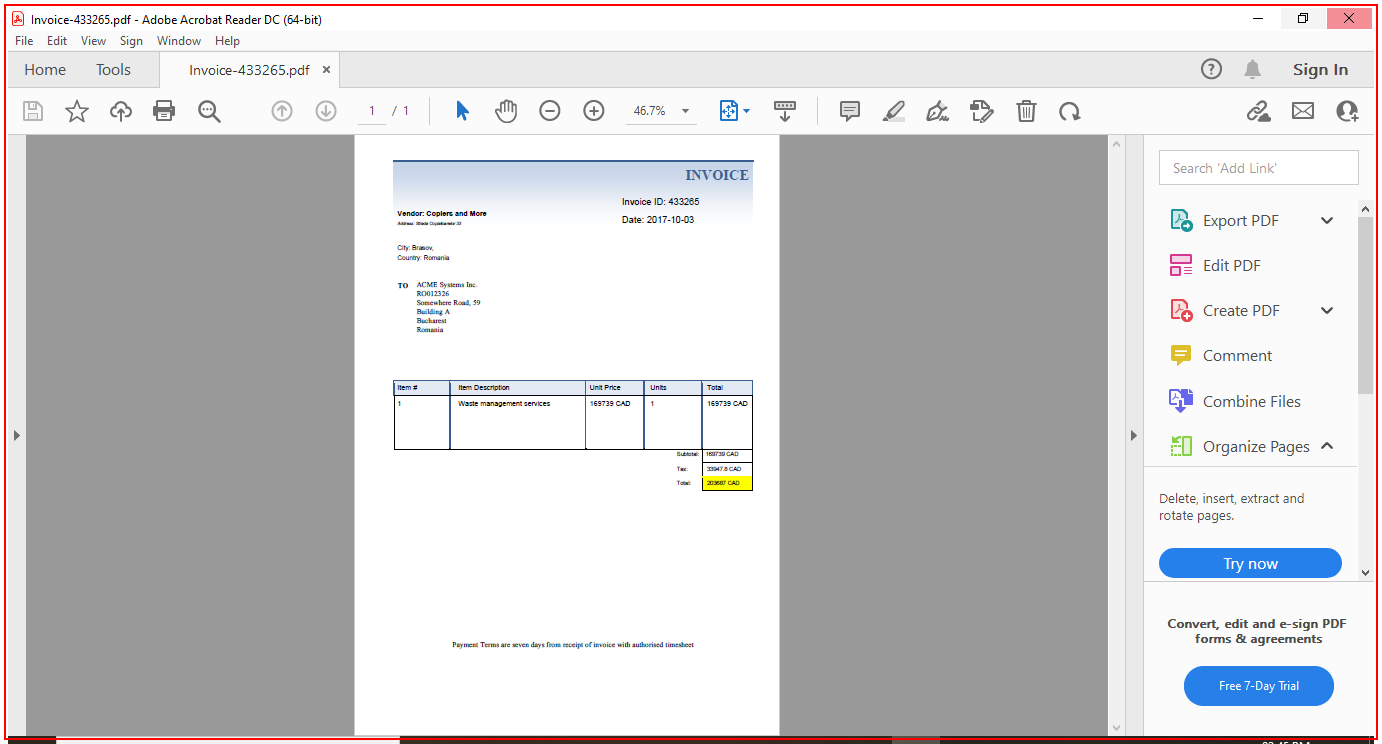 Invoice-433265.pdf - Adobe Acrobat Reader DC (64-bit)
File Edit View Sign Window Help
Home Tools Invoice-433265.pdf × Sign In
1 / 1 46.7%
Search 'Add Link'
Export PDF
Edit PDF
Create PDF
Comment
Combine Files
Organize Pages
Delete, insert, extract and
rotate pages.
Try now
Convert, edit and e-sign PDF
forms & agreements
Free 7-Day Trial
INVOICE
Invoice ID: 433265
Date: 2017-10-03
Vendor: Copiers and More
City: Brasov,
Country: Romania
TO ACME Systems Inc.
RO012326
Somewhere Road, 59
Building A
Bucharest
Romania
Item # Item Description Unit Price Units Total
1 Waste management services 169739 CAD 1 169739 CAD
Subtotal: 169739 CAD
Tax: 33947.8 CAD
Total: 203687 CAD
Payment Terms are seven days from receipt of invoice with authorised timesheet